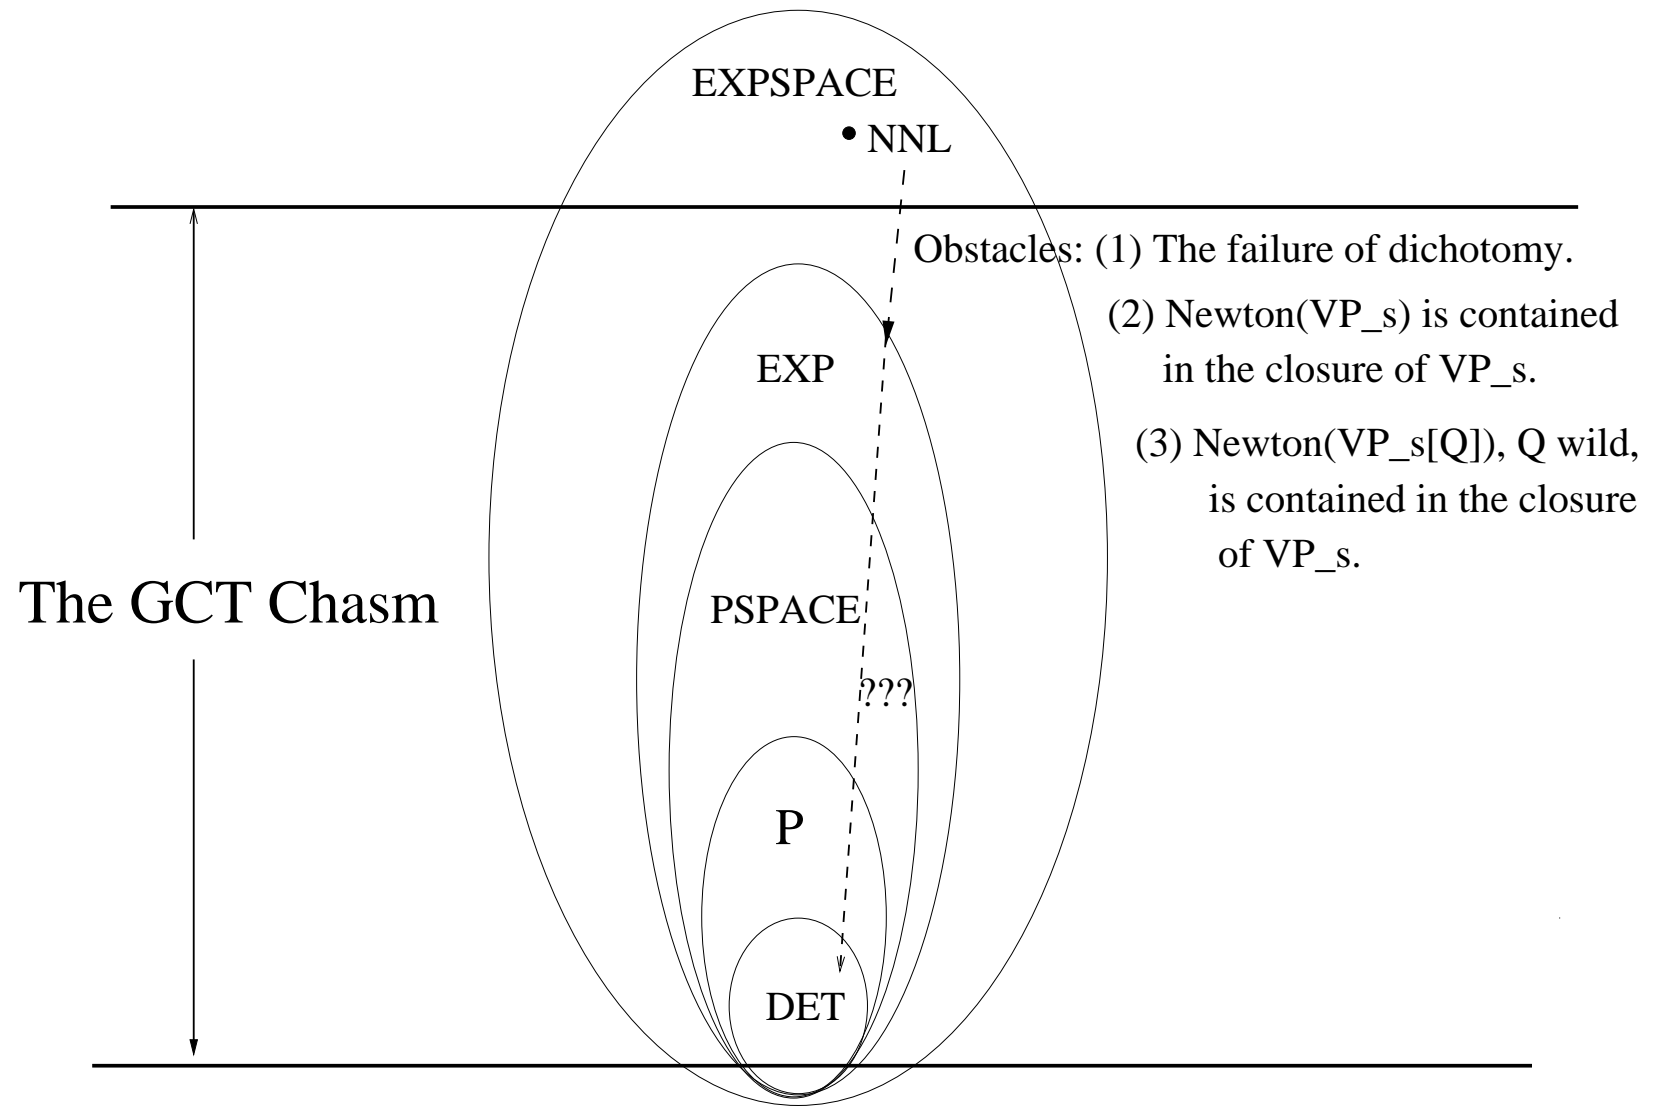 EXPSPACE
NNL
Obstacles: (1) The failure of dichotomy.
(2) Newton(VP_s) is contained
in the closure of VP_s.
EXP
(3) Newton(VP_s[Q]), Q wild,
is contained in the closure
of VP_s.
The GCT Chasm
PSPACE
???
P
DET